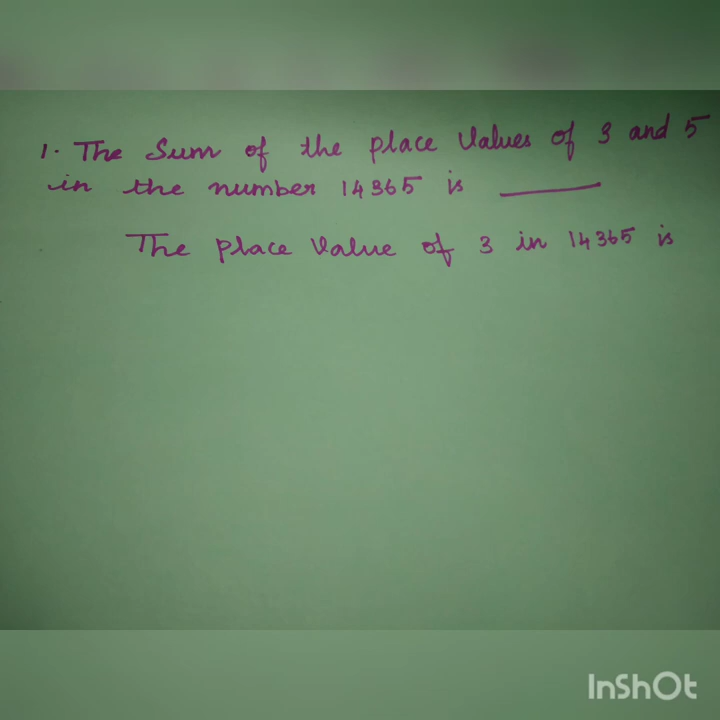 1. The Sum of the place Values of 3 and 5
in the number 14365 is ______
The place Value of 3 in 14365 is
InShOt